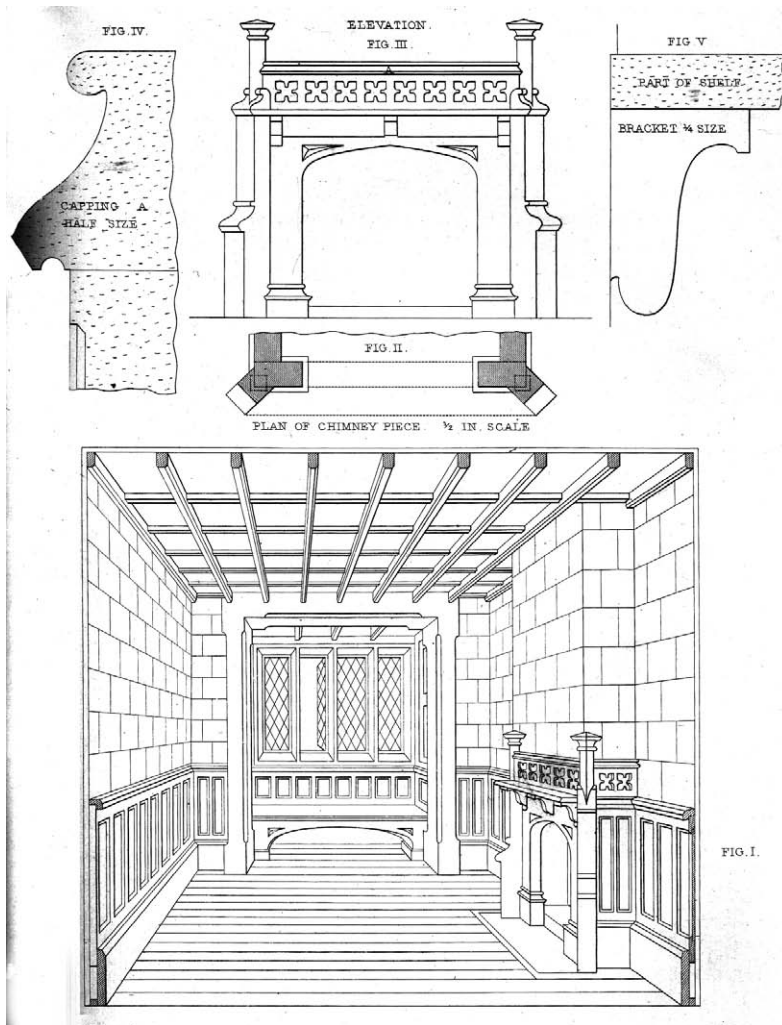 FIG. IV.
ELEVATION.
FIG. III.
FIG V
PART OF SHELF
BRACKET ¼ SIZE
CAPPING A
HALF SIZE
A
FIG. II.
PLAN OF CHIMNEY PIECE. ½ IN. SCALE
FIG. I.